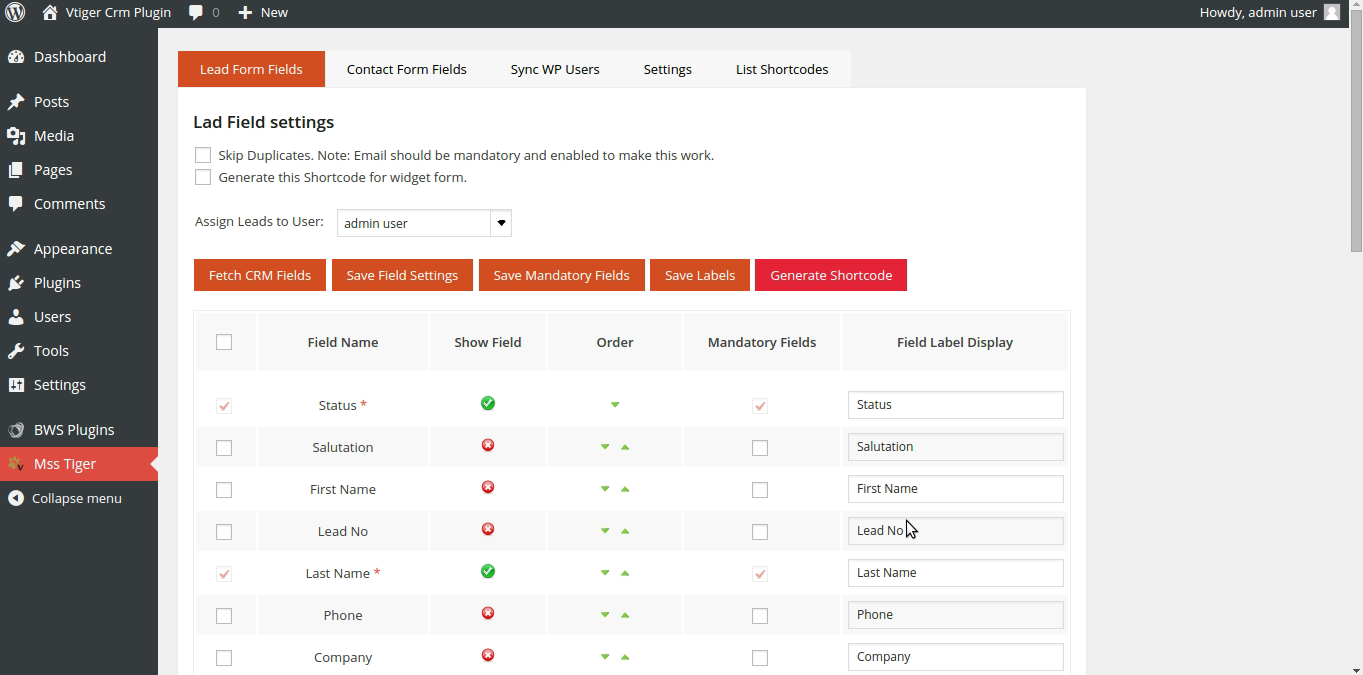 Vtiger Crm Plugin 0 New Howdy, admin user
Dashboard
Posts
Media
Pages
Comments
Appearance
Plugins
Users
Tools
Settings
BWS Plugins
Mss Tiger
Collapse menu
Lead Form Fields Contact Form Fields Sync WP Users Settings List Shortcodes
Lad Field settings
Skip Duplicates. Note: Email should be mandatory and enabled to make this work.
Generate this Shortcode for widget form.
Assign Leads to User: admin user
Fetch CRM Fields Save Field Settings Save Mandatory Fields Save Labels Generate Shortcode
Field Name Show Field Order Mandatory Fields Field Label Display
Status * Status
Salutation Salutation
First Name First Name
Lead No Lead No
Last Name * Last Name
Phone Phone
Company Company